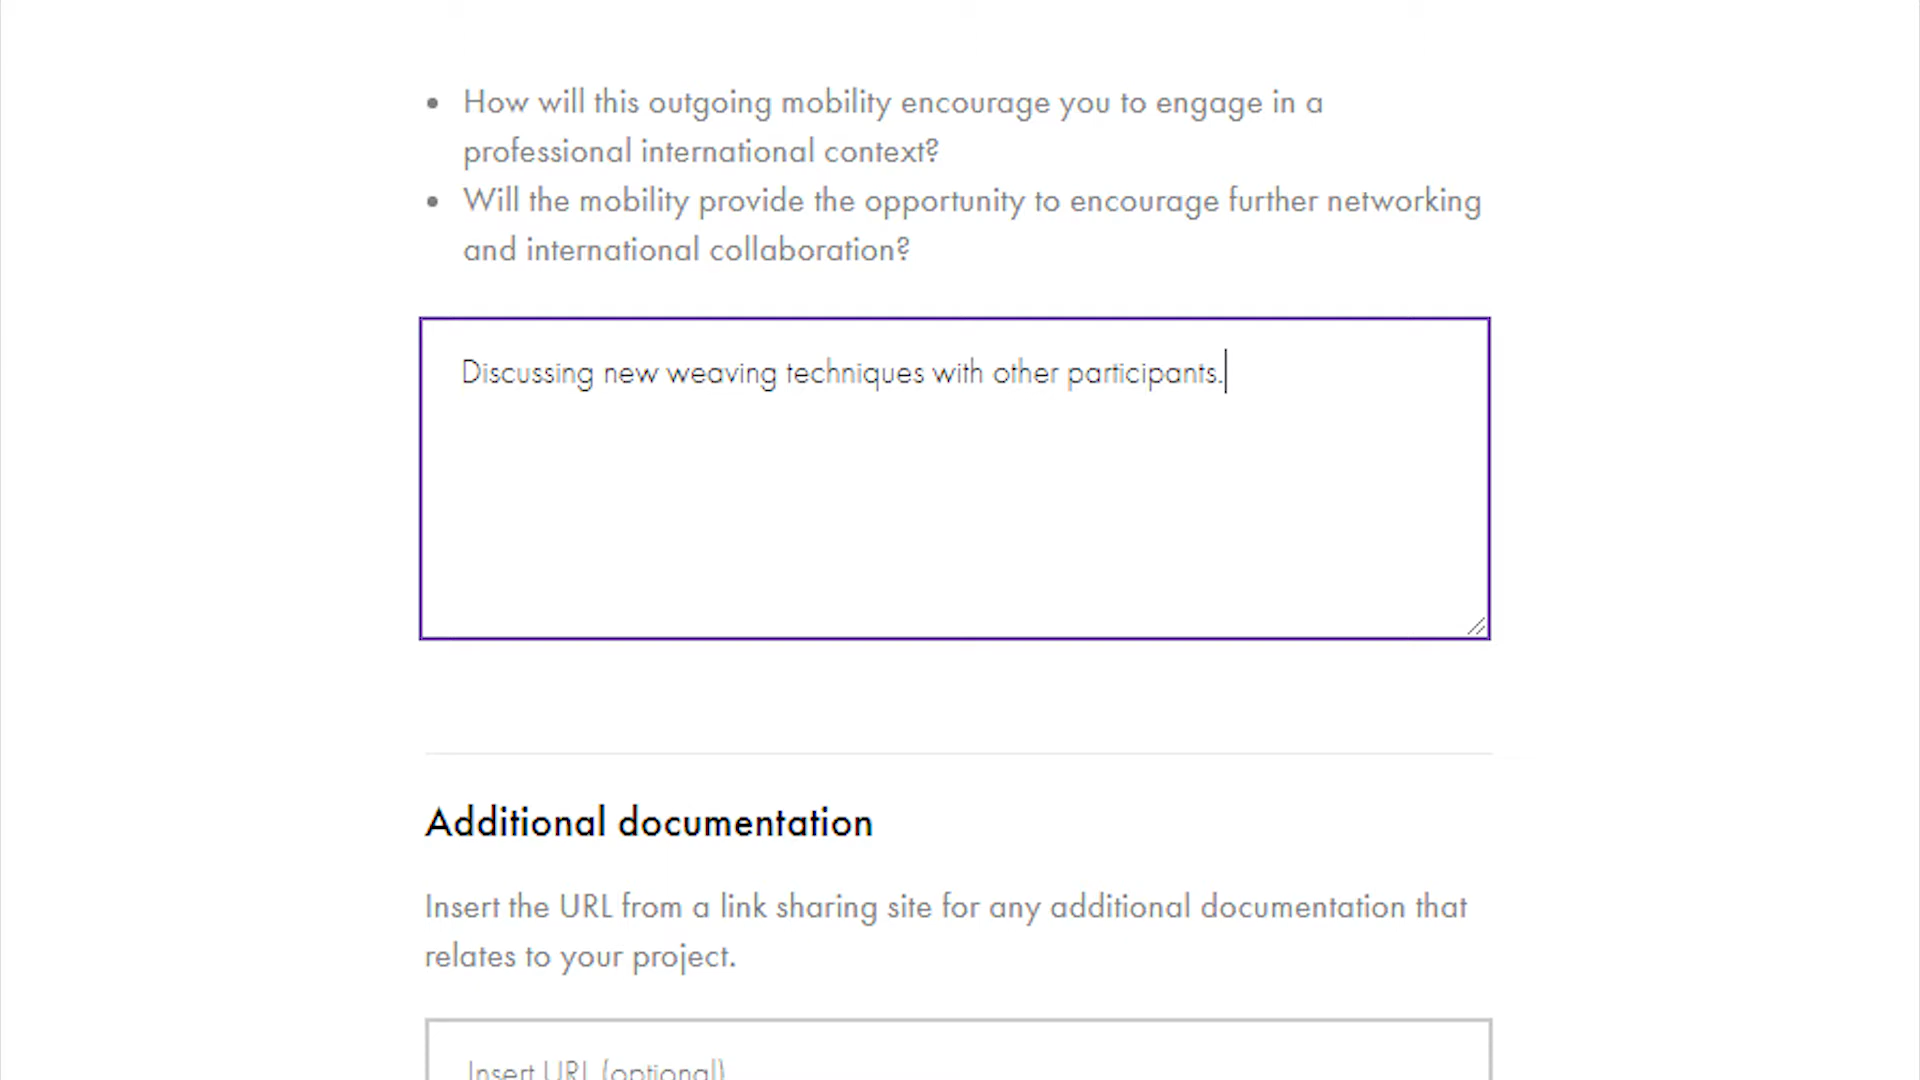 How will this outgoing mobility encourage you to engage in a
professional international context?
Will the mobility provide the opportunity to encourage further networking
and international collaboration?
Discussing new weaving techniques with other participants.
Additional documentation
Insert the URL from a link sharing site for any additional documentation that
relates to your project.
Insert URL (optional)